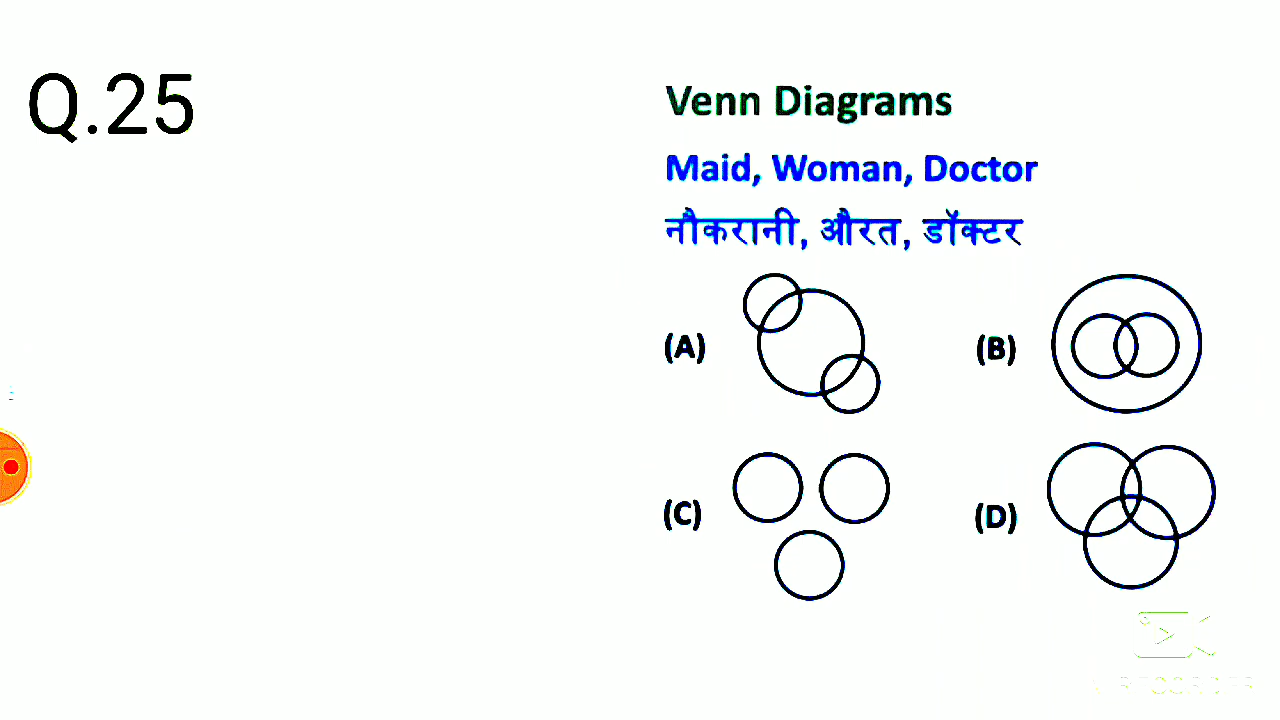 Q.25
Venn Diagrams
Maid, Woman, Doctor
नौकरानी, औरत, डॉक्टर
(A)
(B)
(C)
(D)